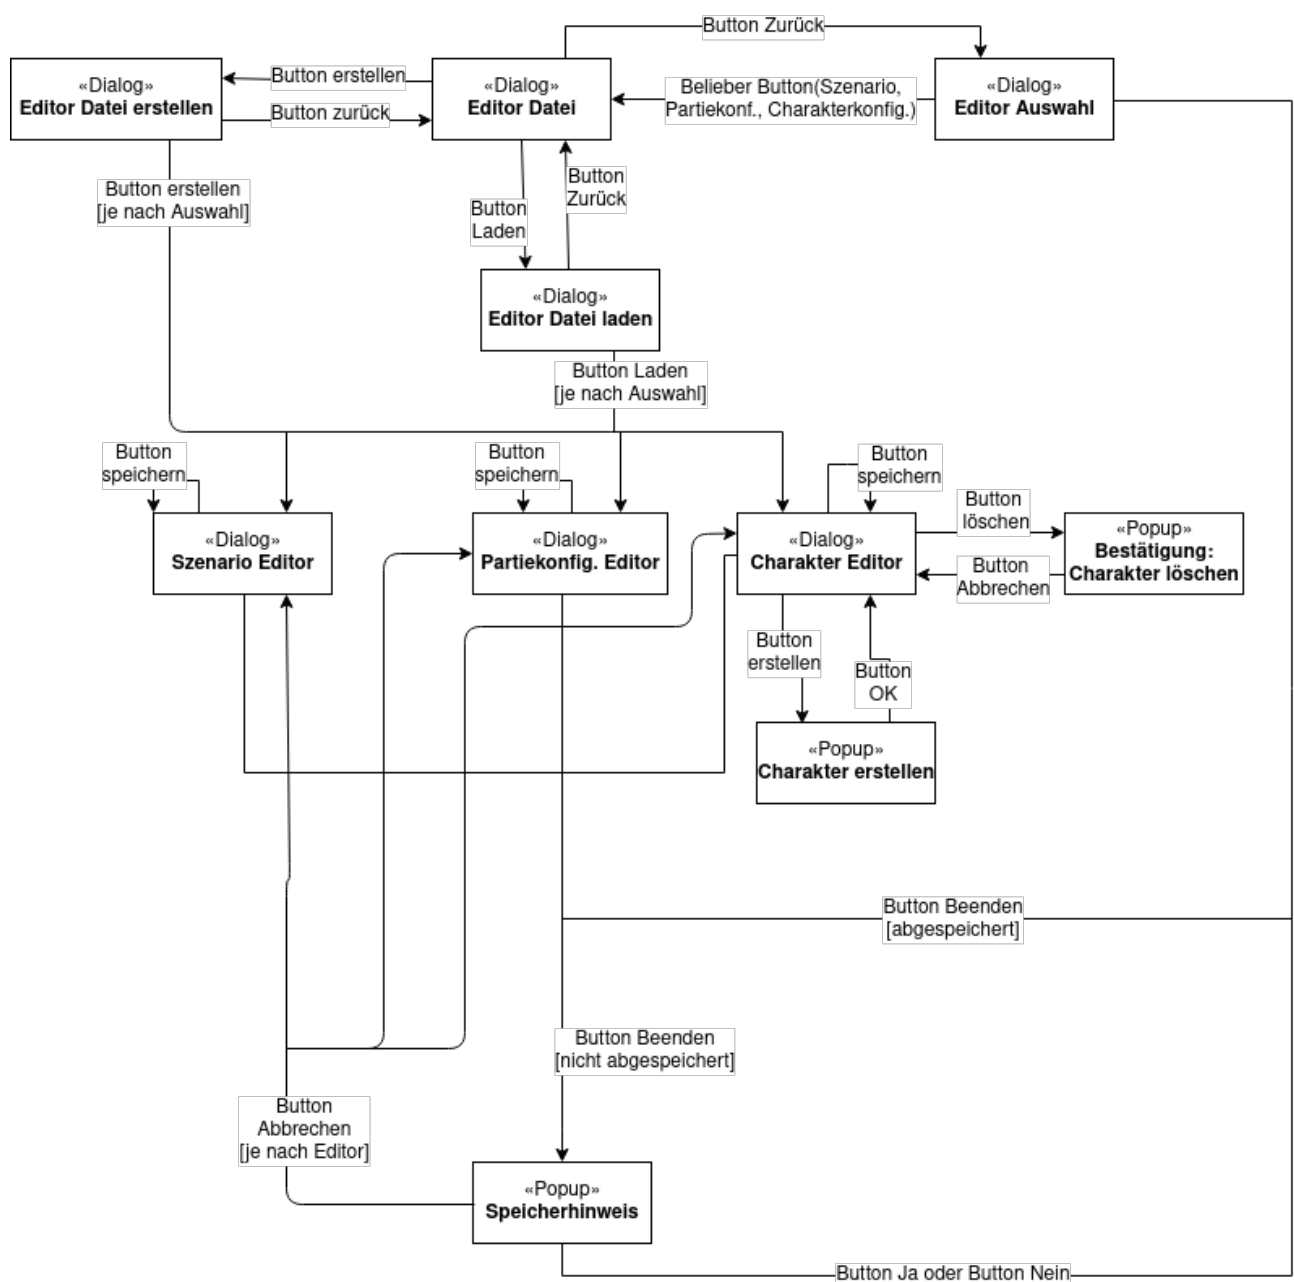 Button Zurück
«Dialog»
Editor Datei erstellen
Button erstellen
Button zurück
«Dialog»
Editor Datei
Belieber Button(Szenario,
Partiekonf., Charakterkonfig.)
«Dialog»
Editor Auswahl
Button erstellen
[je nach Auswahl]
Button
Laden
Button
Zurück
«Dialog»
Editor Datei laden
Button Laden
[je nach Auswahl]
Button
speichern
Button
speichern
Button
speichern
«Dialog»
Szenario Editor
«Dialog»
Partiekonfig. Editor
«Dialog»
Charakter Editor
Button
löschen
Button
Abbrechen
«Popup»
Bestätigung:
Charakter löschen
Button
erstellen
Button
OK
«Popup»
Charakter erstellen
Button Beenden
[abgespeichert]
Button Beenden
[nicht abgespeichert]
Button
Abbrechen
[je nach Editor]
«Popup»
Speicherhinweis
Button Ja oder Button Nein